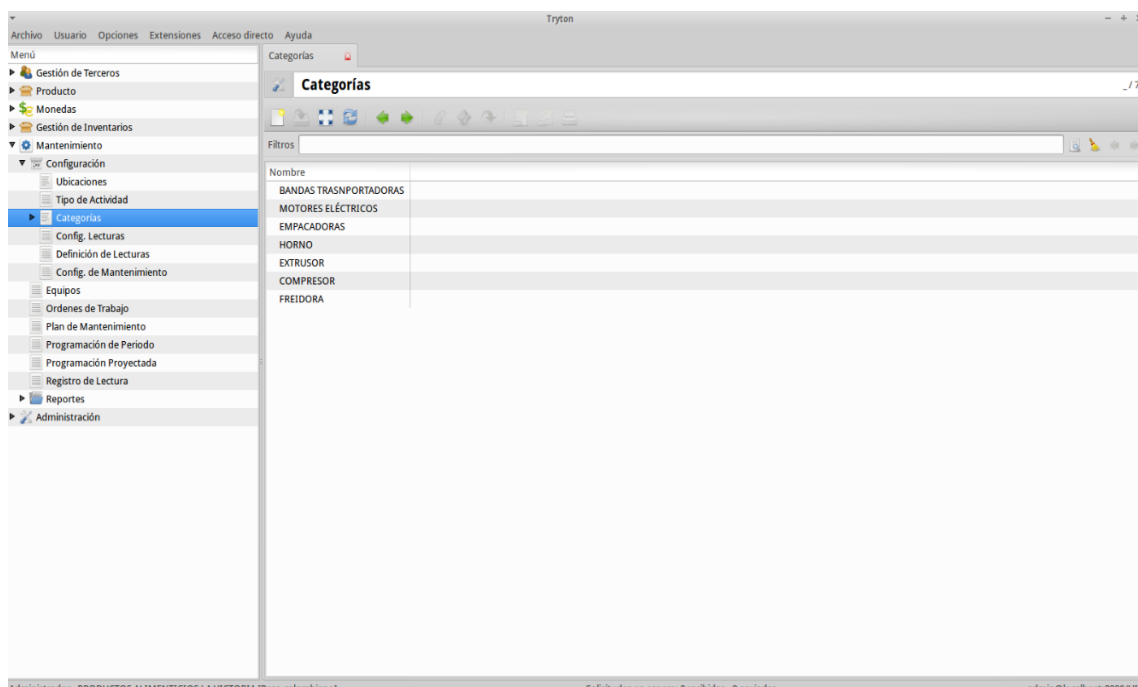 Tryton
Archivo Usuario Opciones Extensiones Acceso directo Ayuda
Menú
Gestión de Terceros
Producto
Monedas
Gestión de Inventarios
Mantenimiento
Configuración
Ubicaciones
Tipo de Actividad
Categorías
Config. Lecturas
Definición de Lecturas
Config. de Mantenimiento
Equipos
Ordenes de Trabajo
Plan de Mantenimiento
Programación de Periodo
Programación Proyectada
Registro de Lectura
Reportes
Administración
Categorías
Categorías
_/7
Filtros
Nombre
BANDAS TRASNPORTADORAS
MOTORES ELÉCTRICOS
EMPACADORAS
HORNO
EXTRUSOR
COMPRESOR
FREIDORA